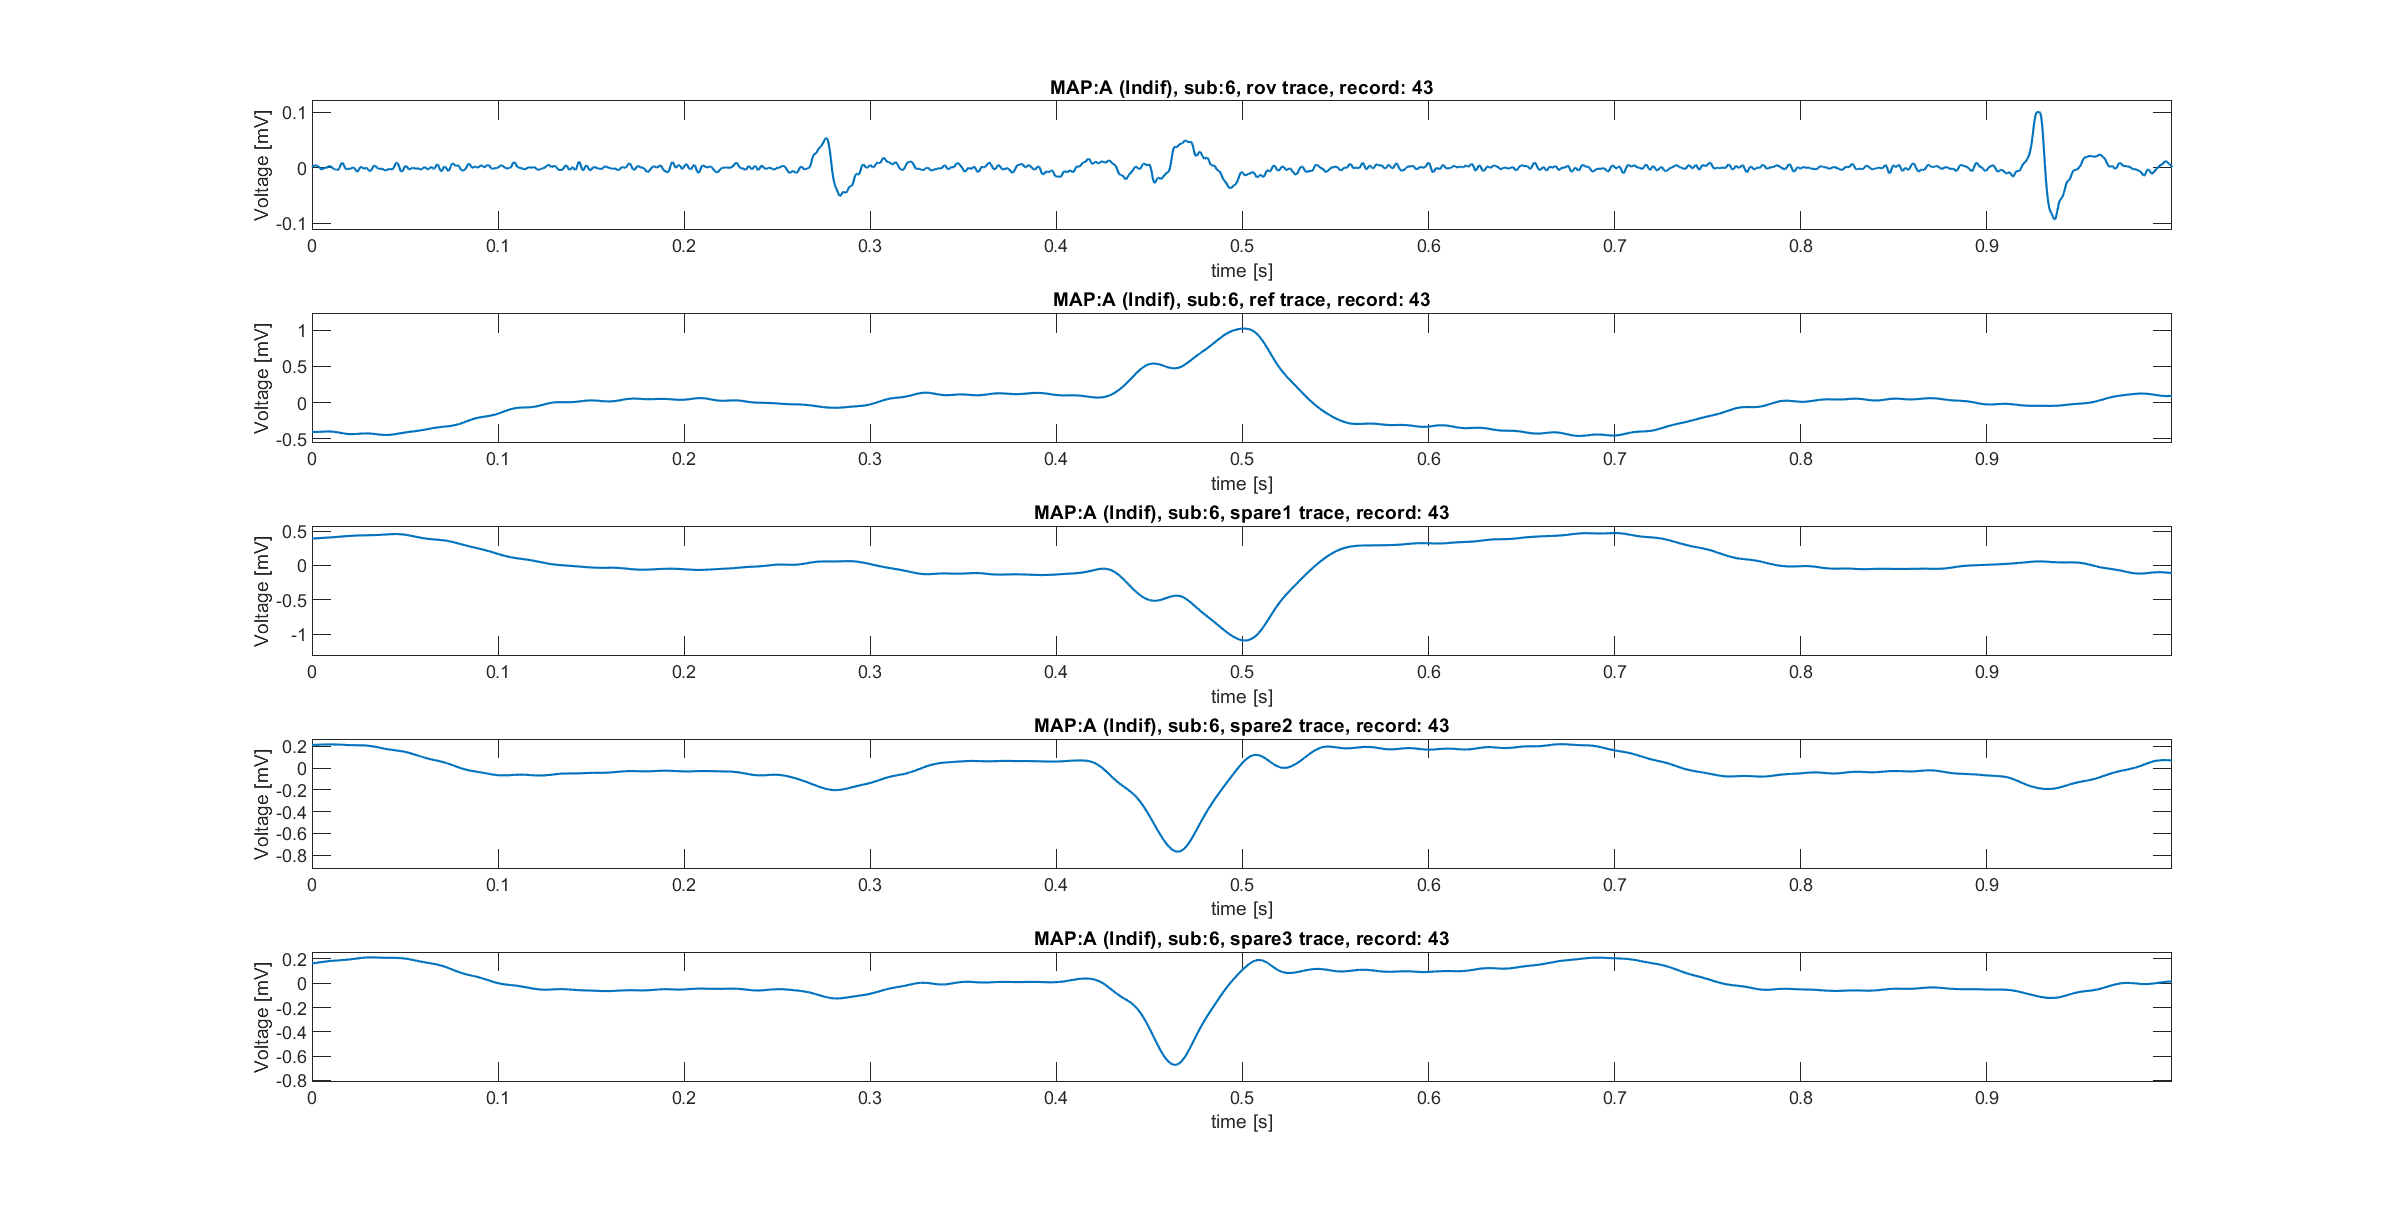 MAP:A (Indif), sub:6, rov trace, record: 43
Voltage [mV]
0.1
0
-0.1
0 0.1 0.2 0.3 0.4 0.5 0.6 0.7 0.8 0.9
time [s]
MAP:A (Indif), sub:6, ref trace, record: 43
Voltage [mV]
1
0.5
0
-0.5
0 0.1 0.2 0.3 0.4 0.5 0.6 0.7 0.8 0.9
time [s]
MAP:A (Indif), sub:6, spare1 trace, record: 43
Voltage [mV]
0.5
0
-0.5
-1
0 0.1 0.2 0.3 0.4 0.5 0.6 0.7 0.8 0.9
time [s]
MAP:A (Indif), sub:6, spare2 trace, record: 43
Voltage [mV]
0.2
0
-0.2
-0.4
-0.6
-0.8
0 0.1 0.2 0.3 0.4 0.5 0.6 0.7 0.8 0.9
time [s]
MAP:A (Indif), sub:6, spare3 trace, record: 43
Voltage [mV]
0.2
0
-0.2
-0.4
-0.6
-0.8
0 0.1 0.2 0.3 0.4 0.5 0.6 0.7 0.8 0.9
time [s]